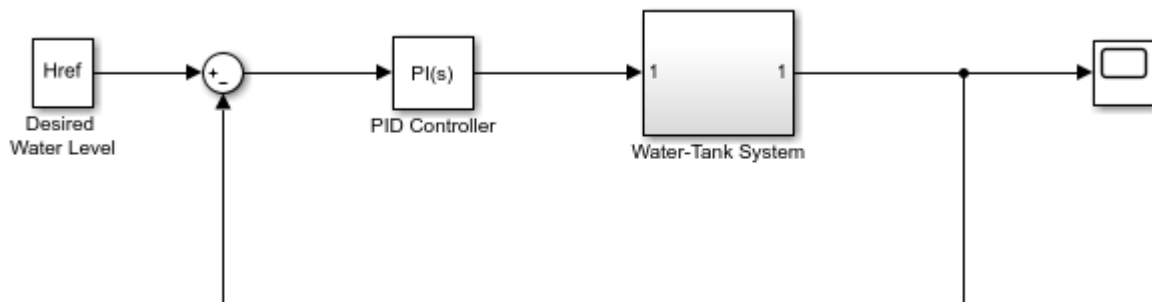 Href
Desired
Water Level
+
−
PI(s)
PID Controller
1
1
Water-Tank System